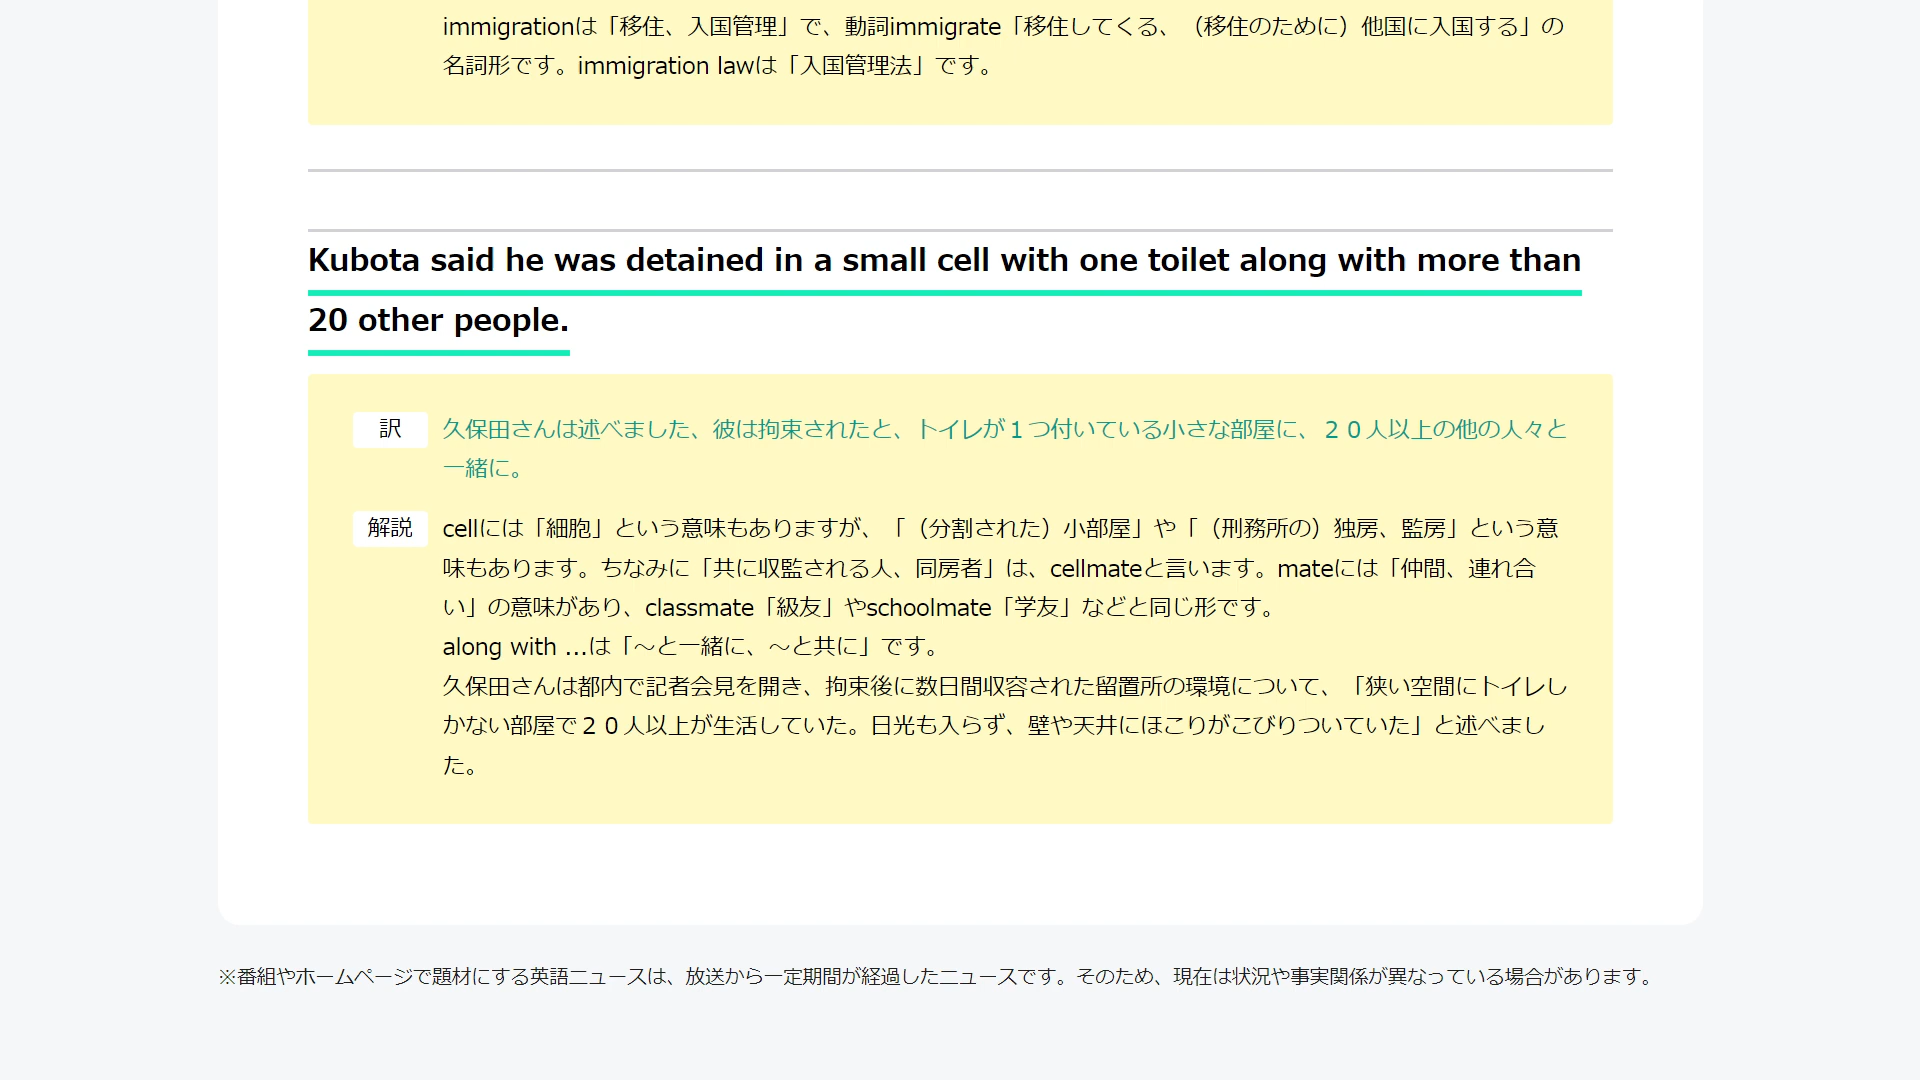 immigrationは「移住、入国管理」で、動詞immigrate「移住してくる、（移住のために）他国に入国する」の
名詞形です。immigration lawは「入国管理法」です。
Kubota said he was detained in a small cell with one toilet along with more than
20 other people.
訳
久保田さんは述べました、彼は拘束されたと、トイレが１つ付いている小さな部屋に、２０人以上の他の人々と
一緒に。
解説
cellには「細胞」という意味もありますが、「（分割された）小部屋」や「（刑務所の）独房、監房」という意
味もあります。ちなみに「共に収監される人、同房者」は、cellmateと言います。mateには「仲間、連れ合
い」の意味があり、classmate「級友」やschoolmate「学友」などと同じ形です。
along with ...は「～と一緒に、～と共に」です。
久保田さんは都内で記者会見を開き、拘束後に数日間収容された留置所の環境について、「狭い空間にトイレし
かない部屋で２０人以上が生活していた。日光も入らず、壁や天井にほこりがこびりついていた」と述べまし
た。
※番組やホームページで題材にする英語ニュースは、放送から一定期間が経過したニュースです。そのため、現在は状況や事実関係が異なっている場合があります。